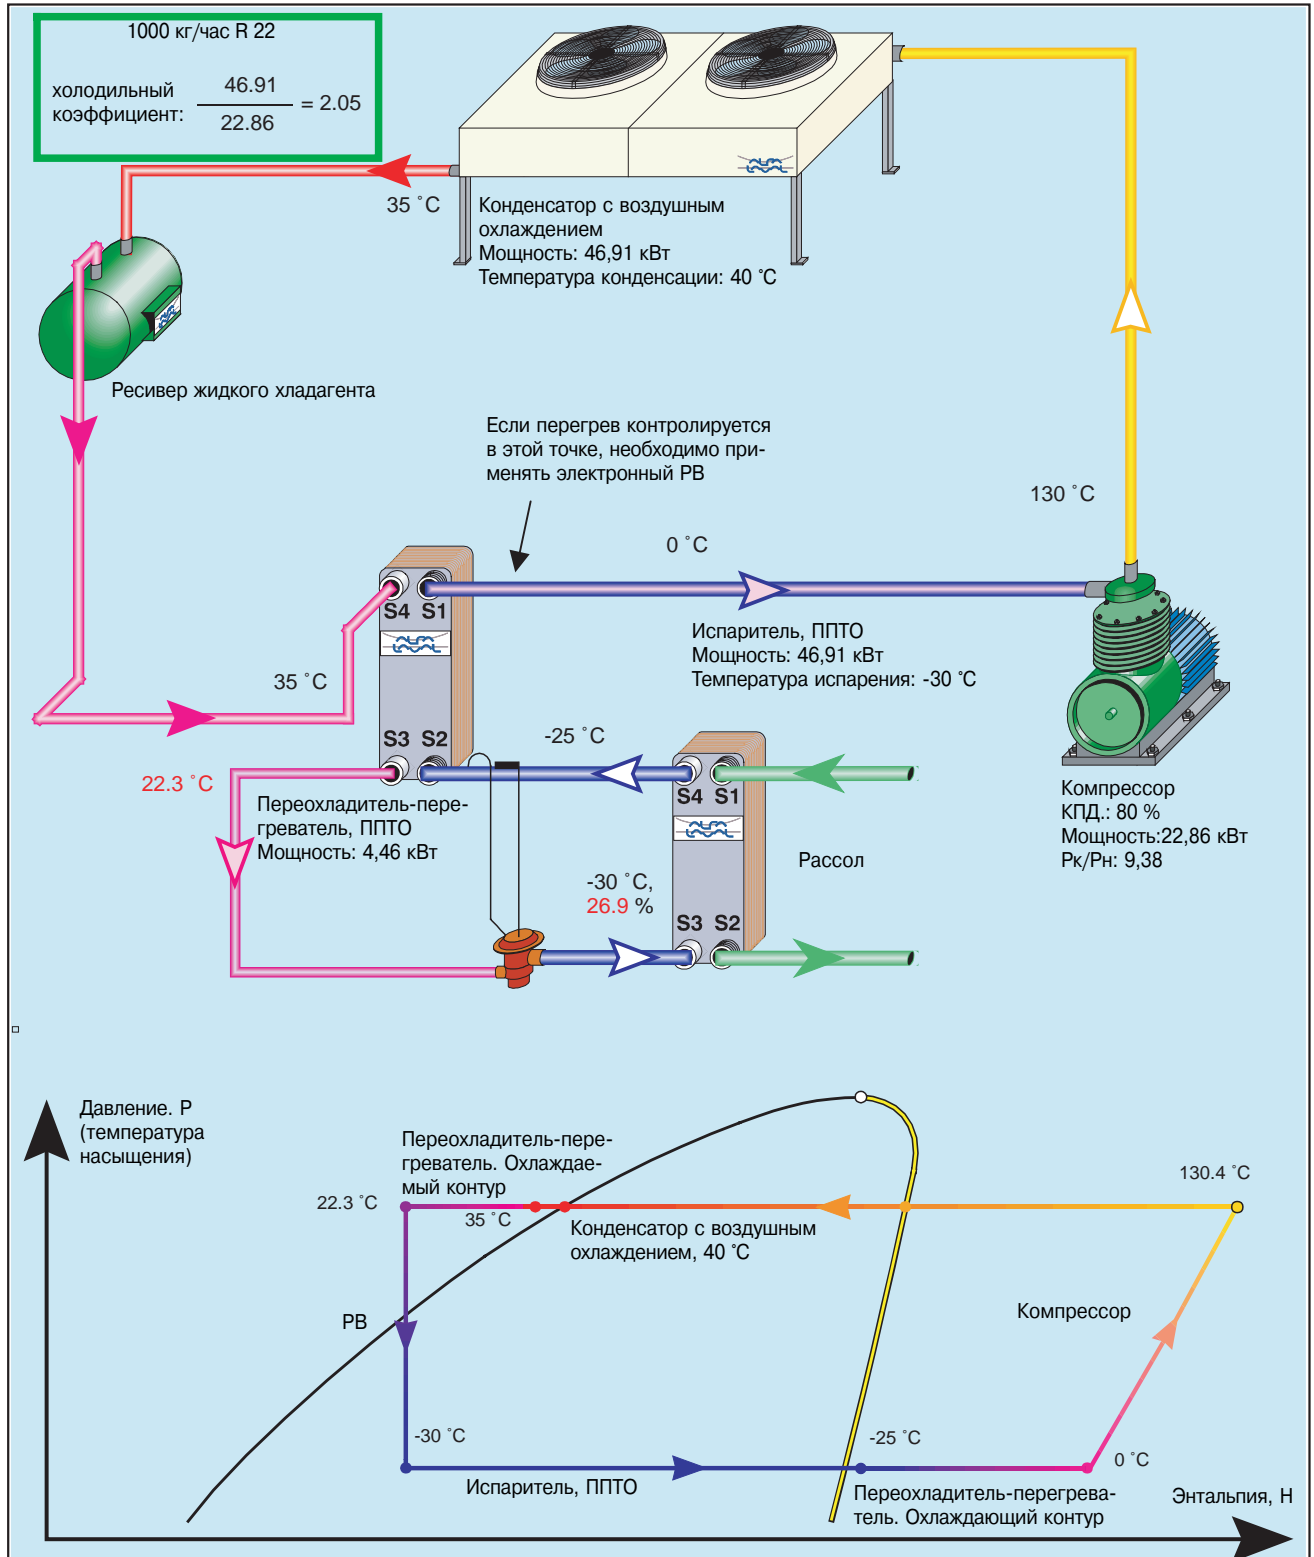 1000 кг/час R 22
холодильный
коэффициент:
46.91
22.86
= 2.05
35 ˚C
Конденсатор с воздушным
охлаждением
Мощность: 46,91 кВт
Температура конденсации: 40 ˚C
Ресивер жидкого хладагента
Если перегрев контролируется
в этой точке, необходимо при-
менять электронный РВ
130 ˚C
0 ˚C
S4 S1
Испаритель, ППТО
Мощность: 46,91 кВт
Температура испарения: -30 ˚C
35 ˚C
S3 S2
-25 ˚C
22.3 ˚C
Переохладитель-пере-
греватель, ППТО
Мощность: 4,46 кВт
S4 S1
Рассол
Компрессор
КПД.: 80 %
Мощность:22,86 кВт
Рк/Рн: 9,38
-30 ˚C,
26.9 %
S3 S2
Давление. Р
(температура
насыщения)
Переохладитель-пере-
греватель. Охлаждае-
мый контур
22.3 ˚C
35 ˚C
Конденсатор с воздушным
охлаждением, 40 ˚C
130.4 ˚C
РВ
Компрессор
-30 ˚C
-25 ˚C
0 ˚C
Испаритель, ППТО
Переохладитель-перегрева-
тель. Охлаждающий контур
Энтальпия, Н